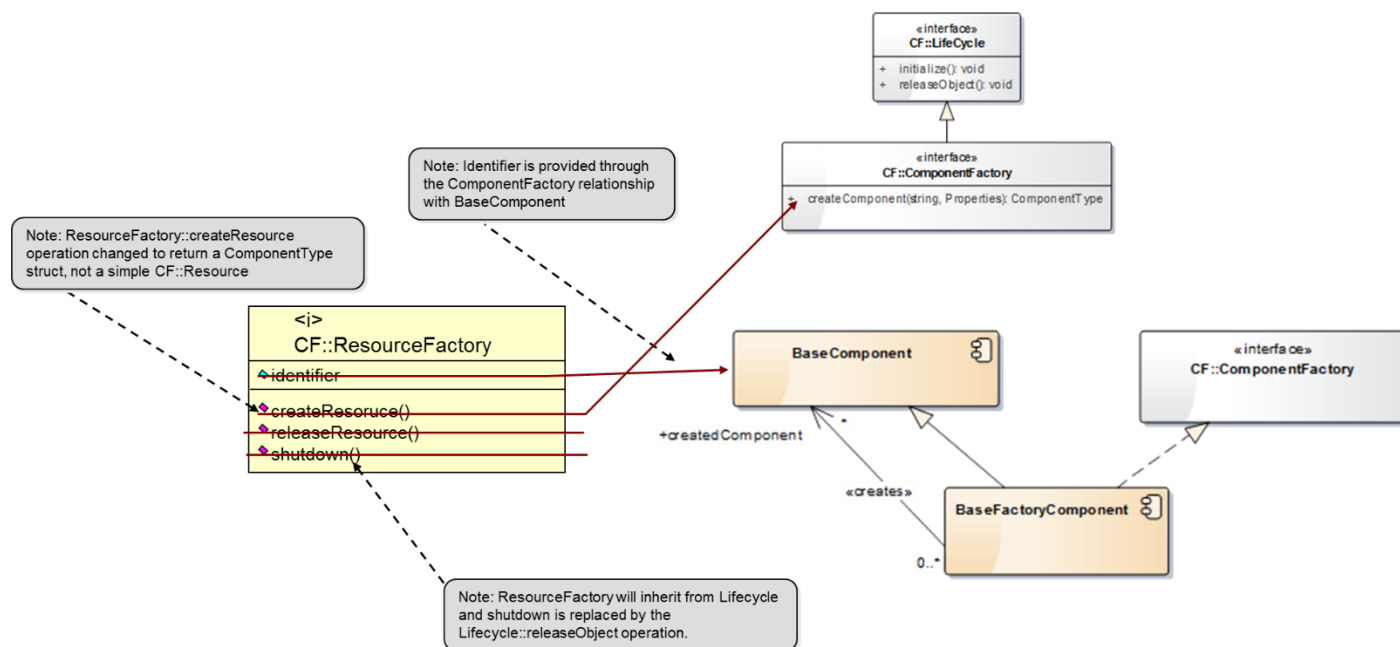 «interface»
CF::LifeCycle
+ initialize(): void
+ releaseObject(): void
«interface»
CF::ComponentFactory
+ createComponent(string, Properties): ComponentType
Note: Identifier is provided through
the ComponentFactory relationship
with BaseComponent
Note: ResourceFactory::createResource
operation changed to return a ComponentType
struct, not a simple CF::Resource
<i>
CF::ResourceFactory
identifier
createResoruce()
releaseResource()
shutdown()
BaseComponent
«interface»
CF::ComponentFactory
+createdComponent
*
«creates»
BaseFactoryComponent
0..*
Note: ResourceFactory will inherit from Lifecycle
and shutdown is replaced by the
Lifecycle::releaseObject operation.